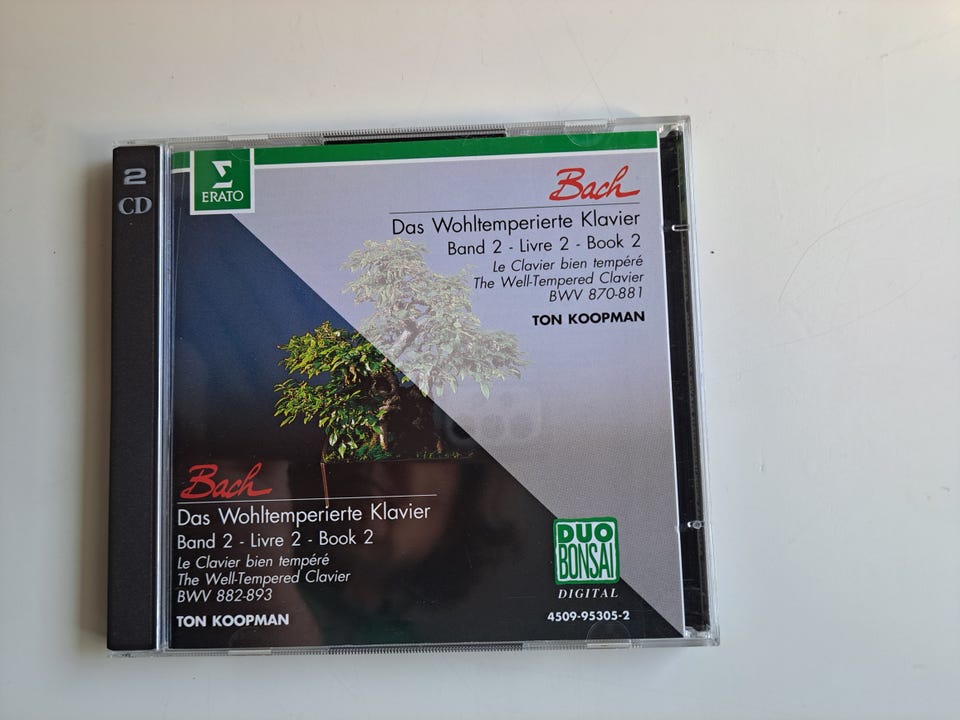 2
CD
ERATO
Bach
Das Wohltemperierte Klavier
Band 2 - Livre 2 - Book 2
Le Clavier bien tempéré
The Well-Tempered Clavier
BWV 870-881
TON KOOPMAN
Bach
Das Wohltemperierte Klavier
Band 2 - Livre 2 - Book 2
Le Clavier bien tempéré
The Well-Tempered Clavier
BWV 882-893
TON KOOPMAN
DUO
BONSAI
DIGITAL
4509-95305-2